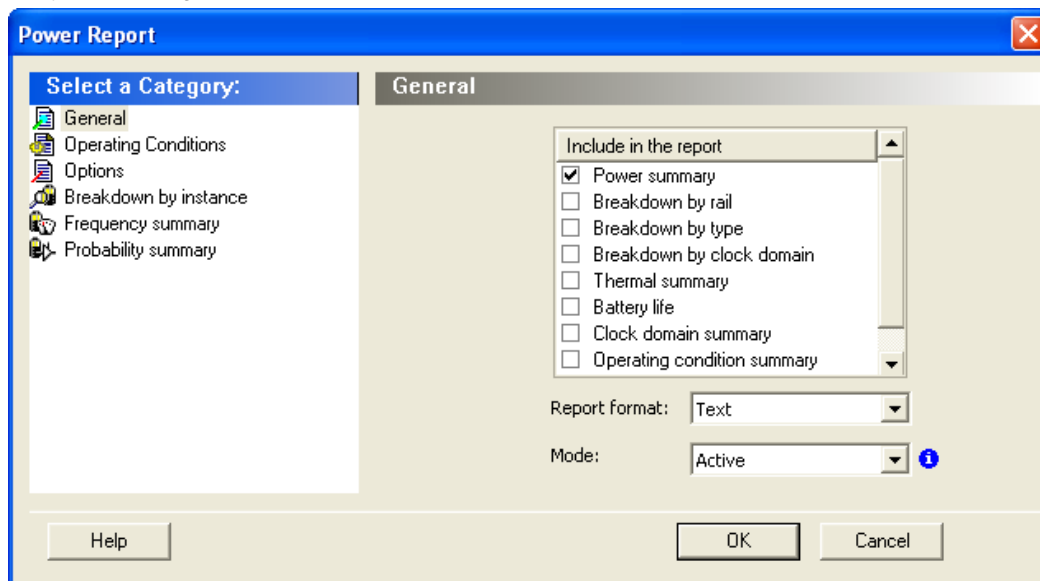 Power Report
Select a Category:
General
Operating Conditions
Options
Breakdown by instance
Frequency summary
Probability summary
General
Include in the report
Power summary
Breakdown by rail
Breakdown by type
Breakdown by clock domain
Thermal summary
Battery life
Clock domain summary
Operating condition summary
Report format: Text
Mode: Active
Help OK Cancel